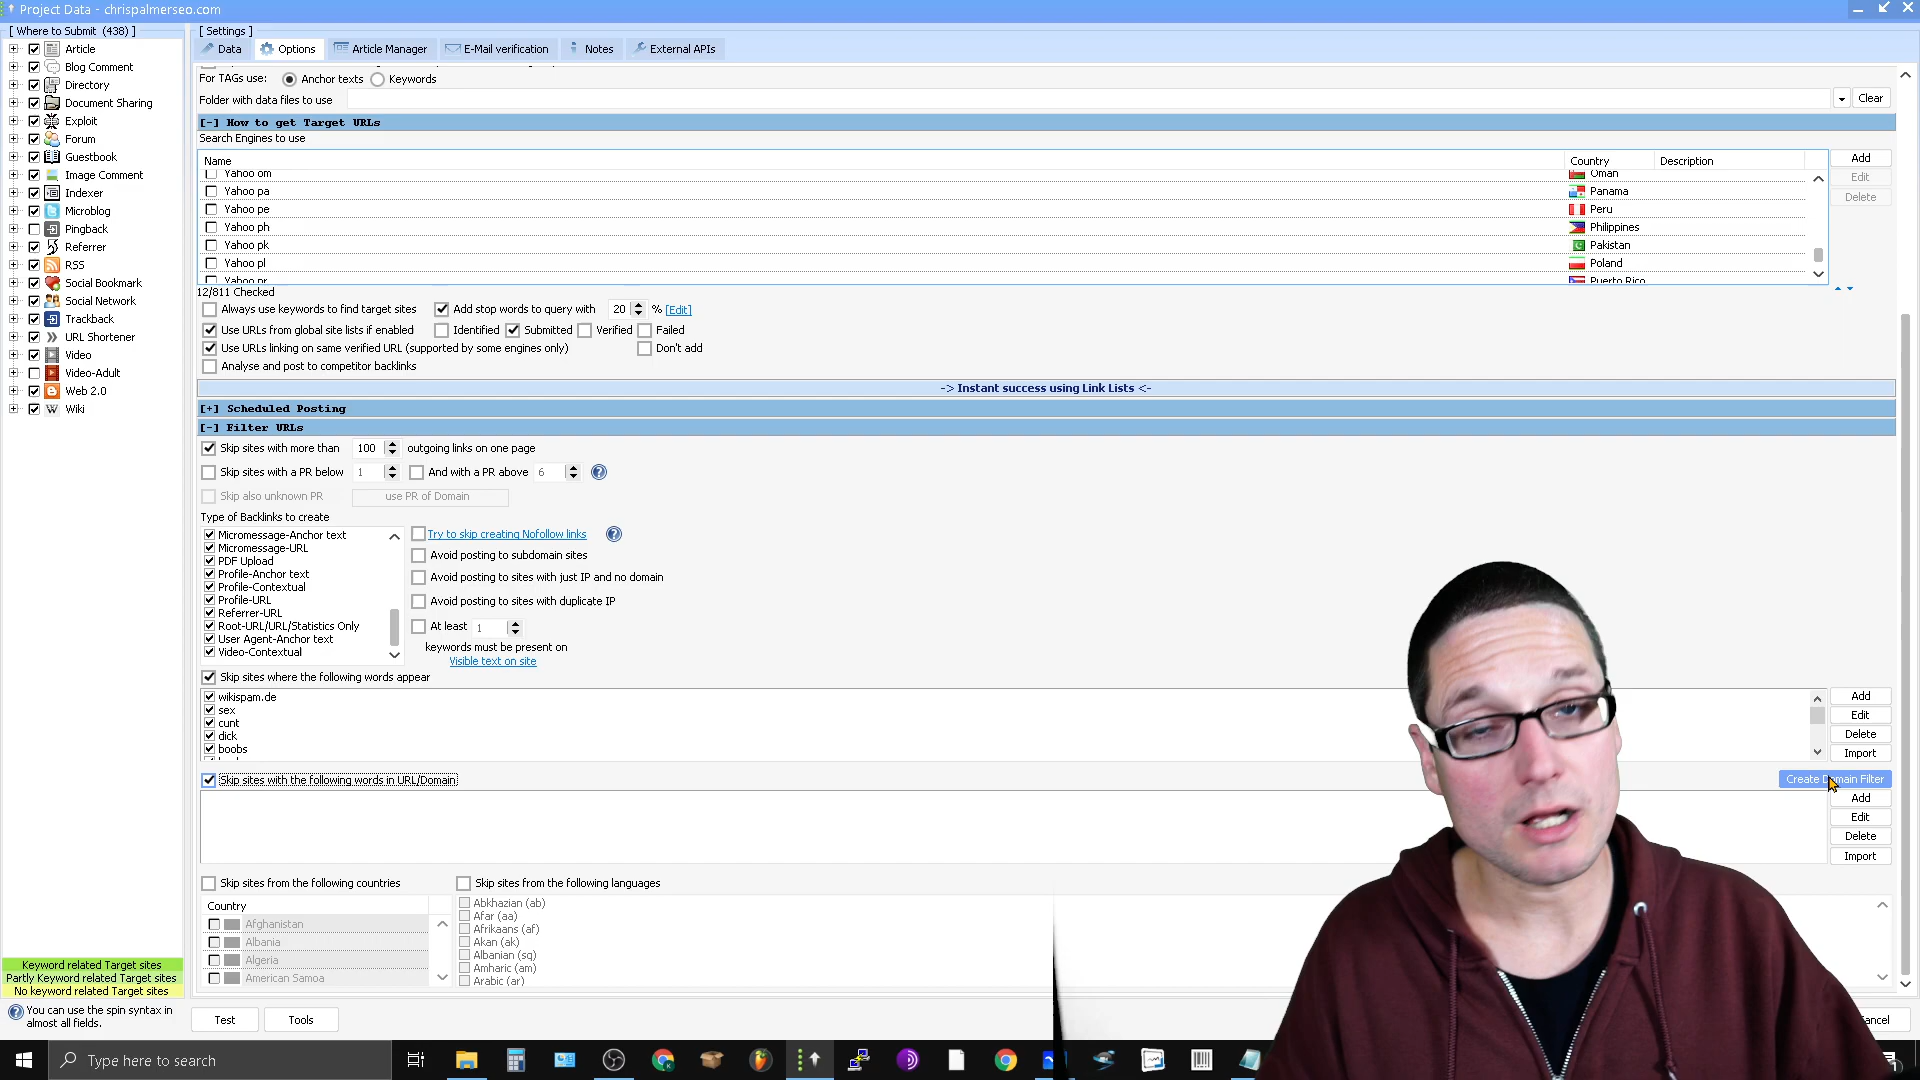 Project Data - chrispalmerseo.com
[ Where to Submit (438) ]
Article
Blog Comment
Directory
Document Sharing
Exploit
Forum
Guestbook
Image Comment
Indexer
Microblog
Pingback
Referrer
RSS
Social Bookmark
Social Network
Trackback
URL Shortener
Video
Video-Adult
Web 2.0
Wiki
Keyword related Target sites
Partly Keyword related Target sites
No keyword related Target sites
You can use the spin syntax in
almost all fields.
[ Settings ]
Data Options Article Manager E-Mail verification Notes External APIs
For TAGs use: Anchor texts Keywords
Folder with data files to use Clear
[-] How to get Target URLs
Search Engines to use
Name Country Description Add
Yahoo om Oman Edit
Yahoo pa Panama Delete
Yahoo pe Peru
Yahoo ph Philippines
Yahoo pk Pakistan
Yahoo pl Poland
Yahoo pr Puerto Rico
12/811 Checked
Always use keywords to find target sites Add stop words to query with 20 % [Edit]
Use URLs from global site lists if enabled Identified Submitted Verified Failed
Use URLs linking on same verified URL (supported by some engines only) Don't add
Analyse and post to competitor backlinks
-> Instant success using Link Lists <-
[+] Scheduled Posting
[-] Filter URLs
Skip sites with more than 100 outgoing links on one page
Skip sites with a PR below 1 And with a PR above 6
Skip also unknown PR use PR of Domain
Type of Backlinks to create
Micromessage-Anchor text
Micromessage-URL
PDF Upload
Profile-Anchor text
Profile-Contextual
Profile-URL
Referrer-URL
Root-URL/URL/Statistics Only
User Agent-Anchor text
Video-Contextual
Try to skip creating Nofollow links
Avoid posting to subdomain sites
Avoid posting to sites with just IP and no domain
Avoid posting to sites with duplicate IP
At least 1
keywords must be present on
Visible text on site
Skip sites where the following words appear
wikispam.de
sex
cunt
dick
boobs
Add
Edit
Delete
Import
Skip sites with the following words in URL/Domain Create Domain Filter
Add
Edit
Delete
Import
Skip sites from the following countries Skip sites from the following languages
Country
Afghanistan
Albania
Algeria
American Samoa
Abkhazian (ab)
Afar (aa)
Afrikaans (af)
Akan (ak)
Albanian (sq)
Amharic (am)
Arabic (ar)
Test Tools ancel
Type here to search